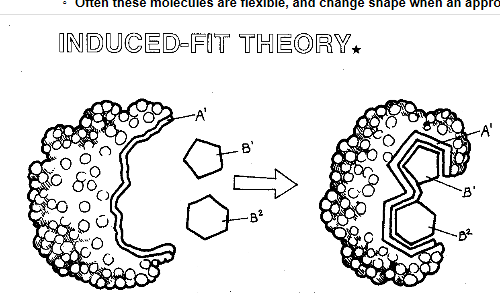 ◦ Often these molecules are flexible, and change shape when an appro
INDUCED-FIT THEORY★
A'
B'
B²
A'
B'
B²